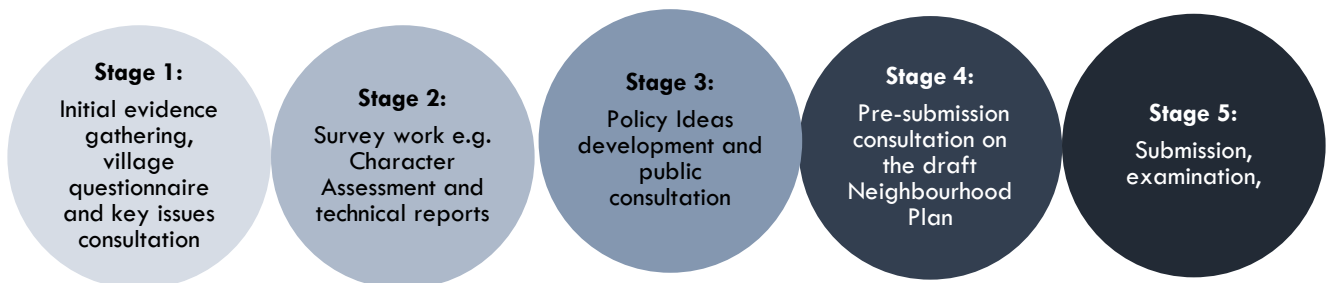 Stage 1:
Initial evidence
gathering,
village
questionnaire
and key issues
consultation
Stage 2:
Survey work e.g.
Character
Assessment and
technical reports
Stage 3:
Policy Ideas
development and
public
consultation
Stage 4:
Pre-submission
consultation on
the draft
Neighbourhood
Plan
Stage 5:
Submission,
examination,